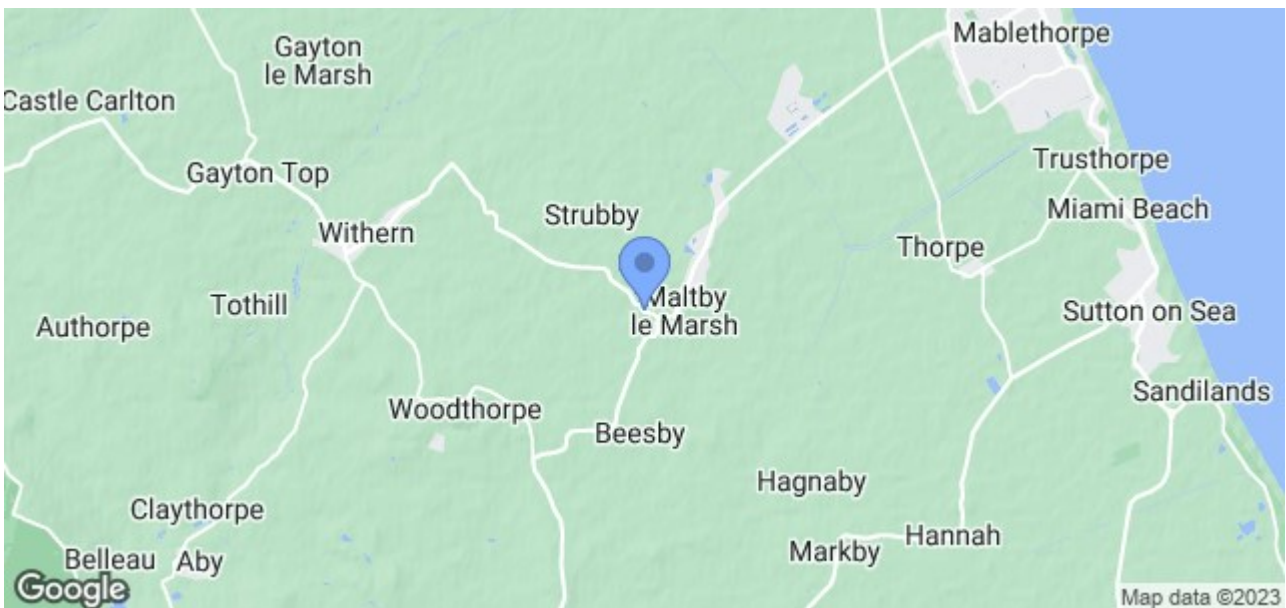 Mablethorpe
Gayton
le Marsh
Castle Carlton
Trusthorpe
Gayton Top
Miami Beach
Strubby
Withern
Thorpe
Maltby
le Marsh
Tothill
Sutton on Sea
Authorpe
Sandilands
Woodthorpe
Beesby
Hagnaby
Claythorpe
Hannah
Markby
Belleau
Aby
Google
Map data ©2023